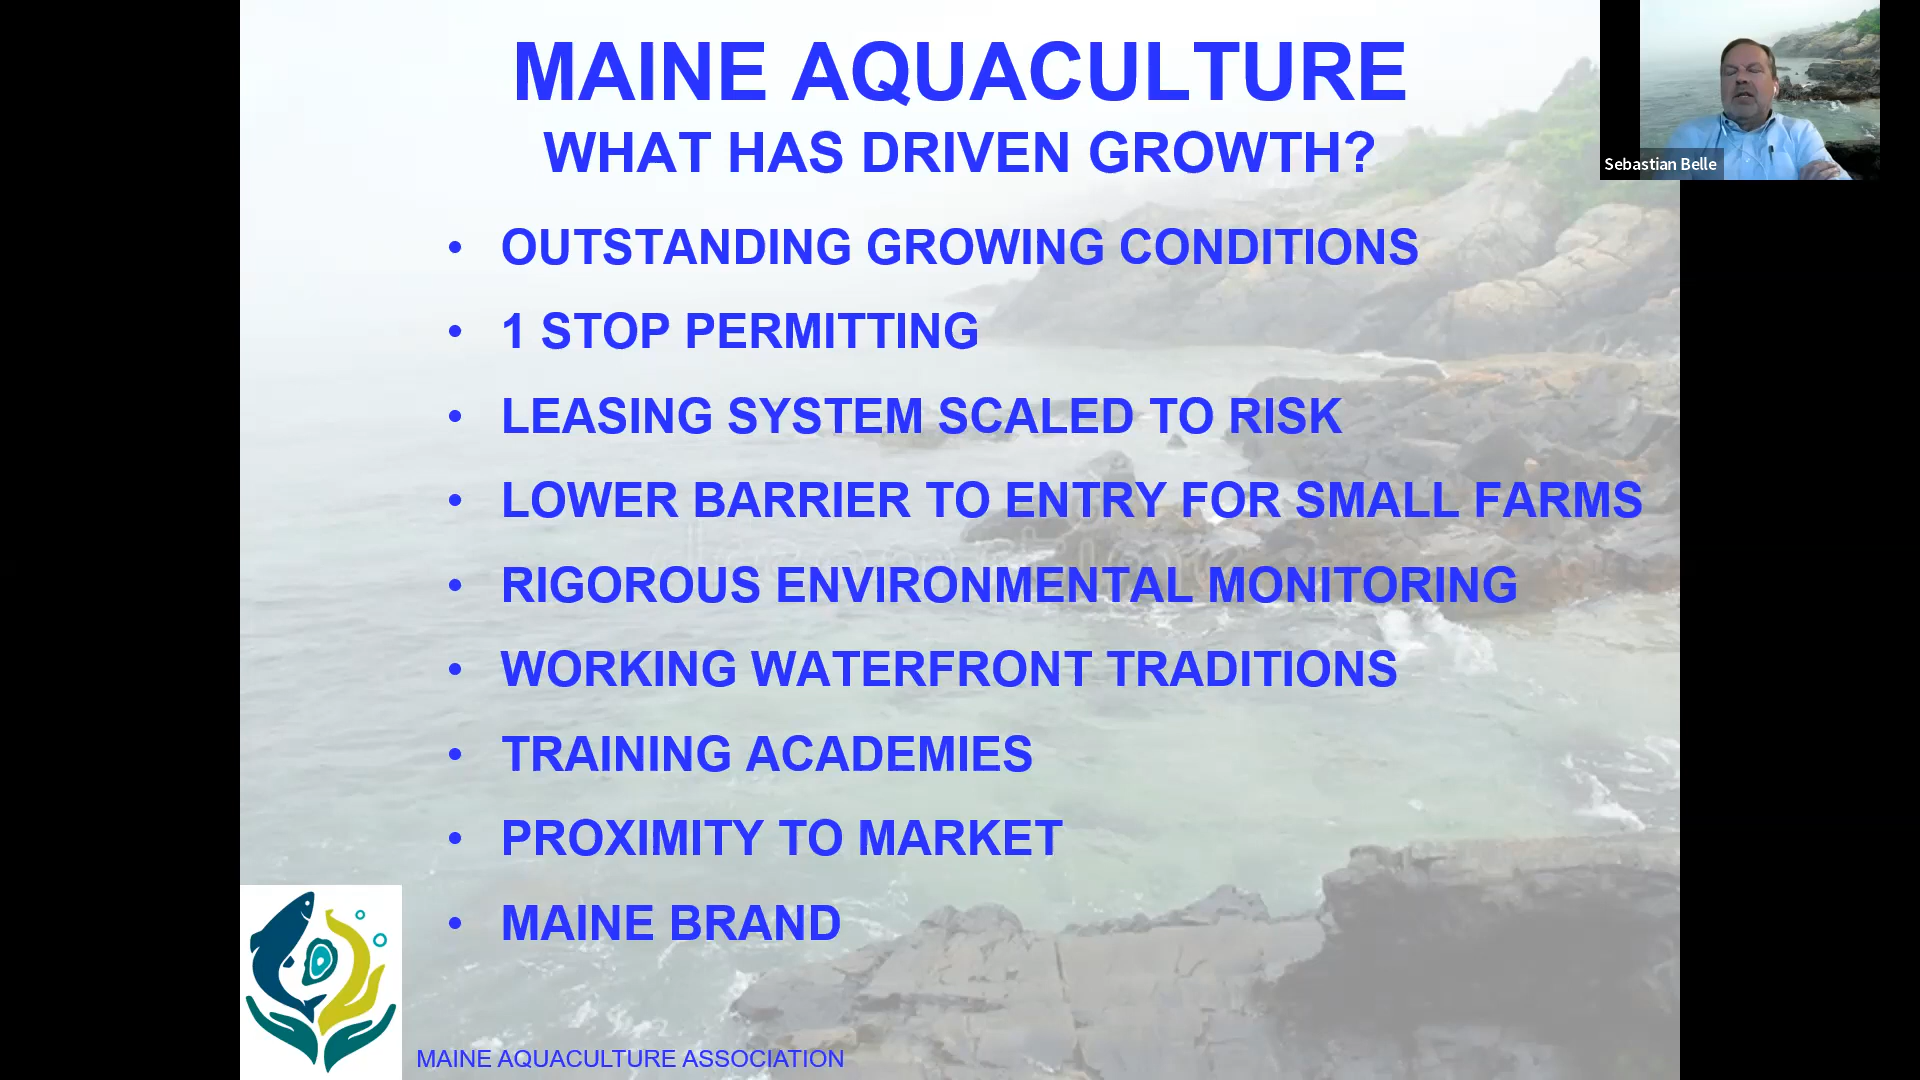 MAINE AQUACULTURE
WHAT HAS DRIVEN GROWTH?
• OUTSTANDING GROWING CONDITIONS
• 1 STOP PERMITTING
• LEASING SYSTEM SCALED TO RISK
• LOWER BARRIER TO ENTRY FOR SMALL FARMS
• RIGOROUS ENVIRONMENTAL MONITORING
• WORKING WATERFRONT TRADITIONS
• TRAINING ACADEMIES
• PROXIMITY TO MARKET
• MAINE BRAND
MAINE AQUACULTURE ASSOCIATION
Sebastian Belle